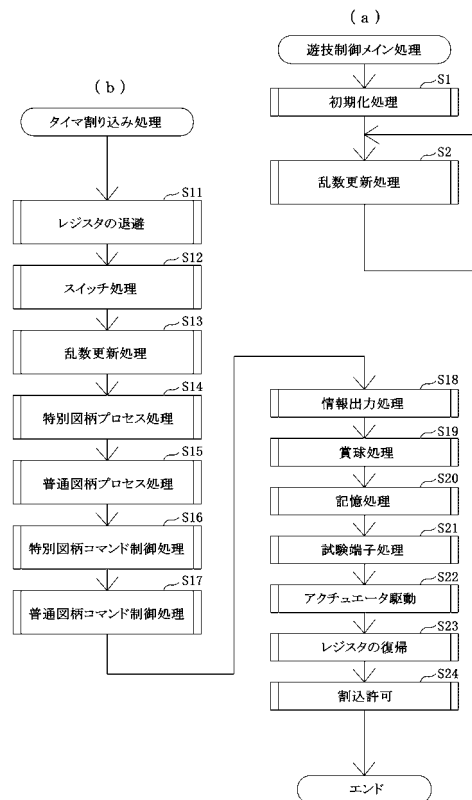 (a)
遊技制御メイン処理
S1
初期化処理
S2
乱数更新処理
(b)
タイマ割り込み処理
S11
レジスタの退避
S12
スイッチ処理
S13
乱数更新処理
S14
特別図柄プロセス処理
S15
普通図柄プロセス処理
S16
特別図柄コマンド制御処理
S17
普通図柄コマンド制御処理
S18
情報出力処理
S19
賞球処理
S20
記憶処理
S21
試験端子処理
S22
アクチュエータ駆動
S23
レジスタの復帰
S24
割込許可
エンド